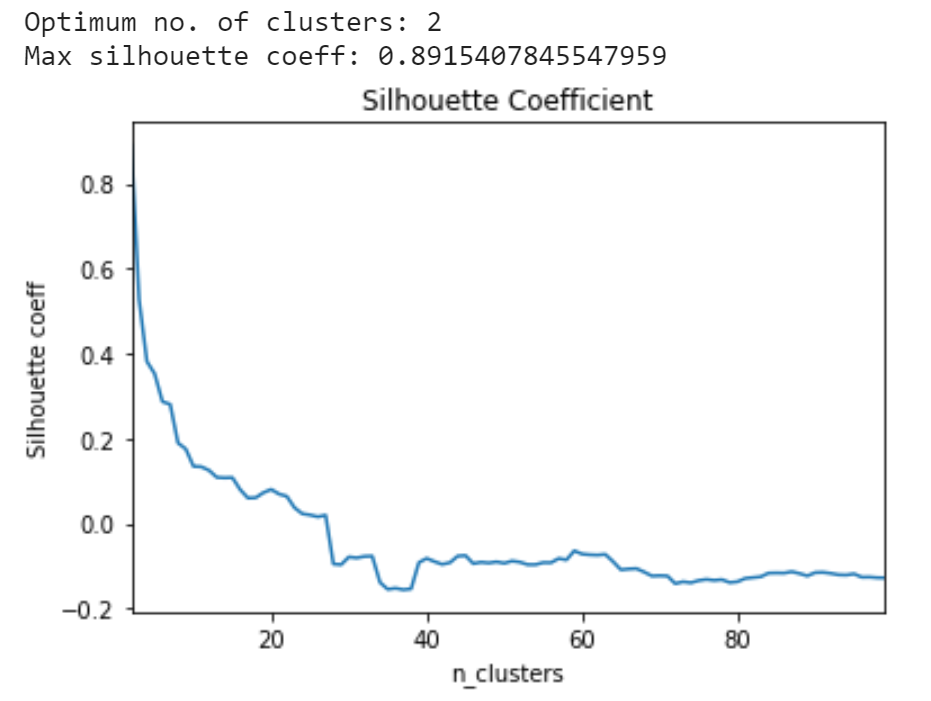 Optimum no. of clusters: 2
Max silhouette coeff: 0.8915407845547959
Silhouette Coefficient
Silhouette coeff
0.8
0.6
0.4
0.2
0.0
−0.2
20 40 60 80
n_clusters